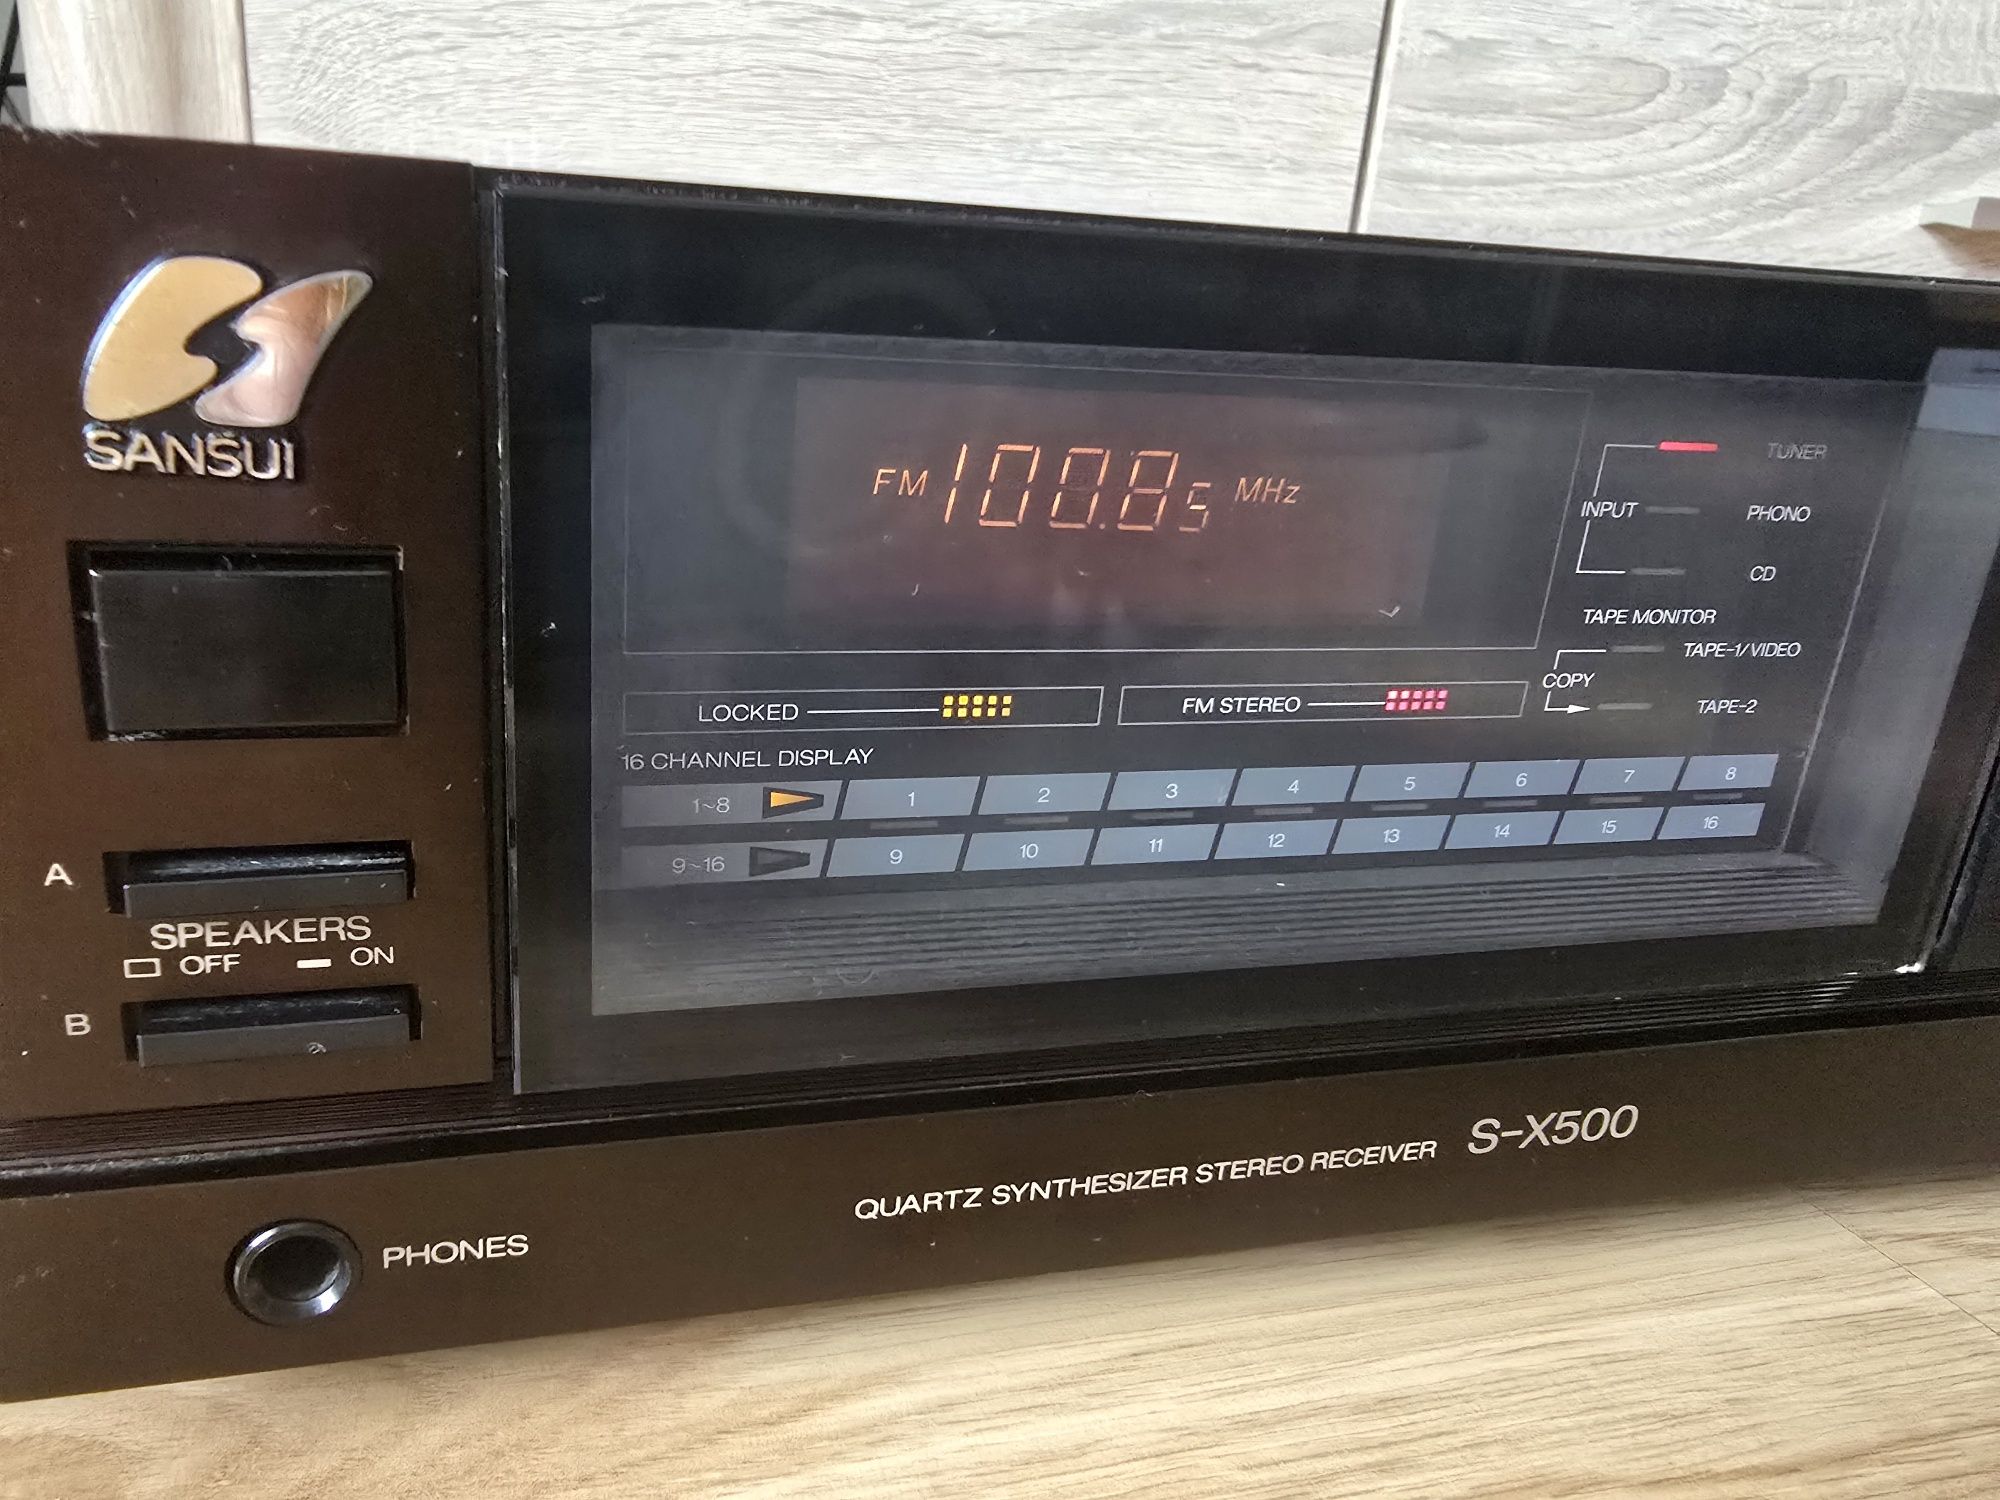 SANSUI
FM 100.85 MHz
TUNER
INPUT
PHONO
CD
TAPE MONITOR
TAPE-1/VIDEO
COPY
TAPE-2
LOCKED
FM STEREO
16 CHANNEL DISPLAY
1~8 1 2 3 4 5 6 7 8
9~16 9 10 11 12 13 14 15 16
A
SPEAKERS
OFF ON
B
QUARTZ SYNTHESIZER STEREO RECEIVER S-X500
PHONES